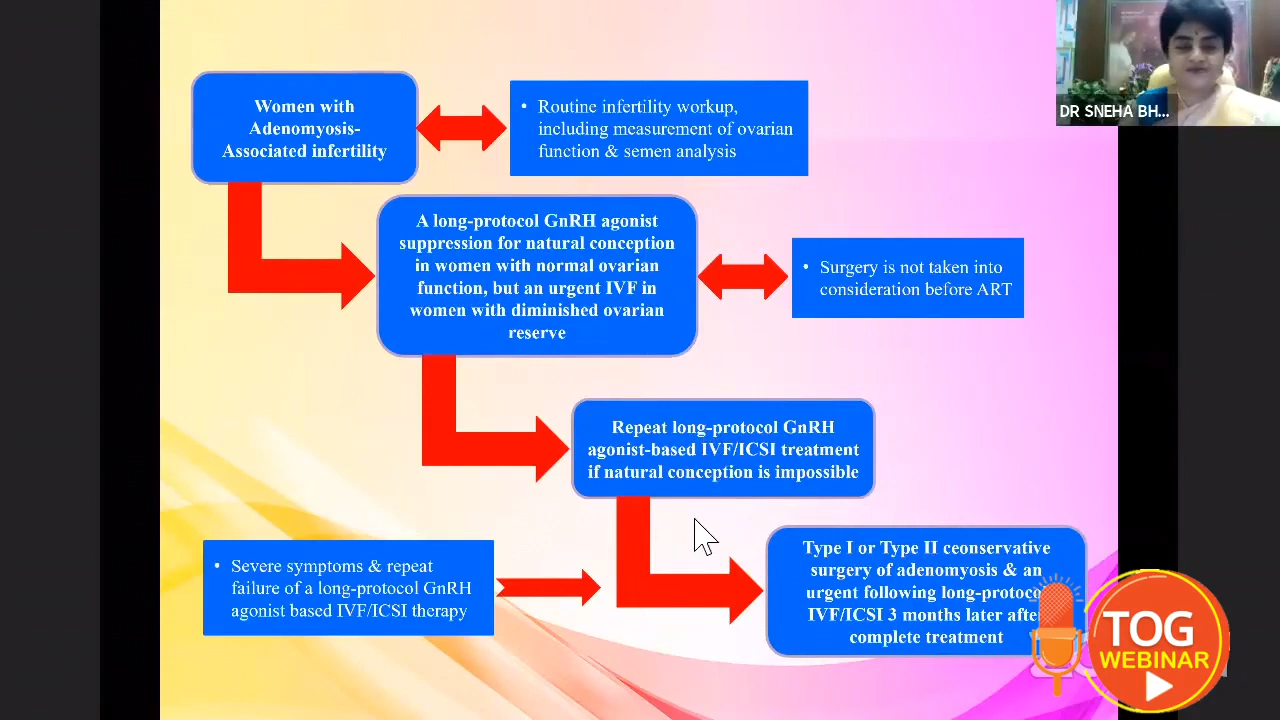 Women with
Adenomyosis-
Associated infertility
• Routine infertility workup,
including measurement of ovarian
function & semen analysis
DR SNEHA BH...
A long-protocol GnRH agonist
suppression for natural conception
in women with normal ovarian
function, but an urgent IVF in
women with diminished ovarian
reserve
• Surgery is not taken into
consideration before ART
Repeat long-protocol GnRH
agonist-based IVF/ICSI treatment
if natural conception is impossible
• Severe symptoms & repeat
failure of a long-protocol GnRH
agonist based IVF/ICSI therapy
Type I or Type II ceonservative
surgery of adenomyosis & an
urgent following long-protoco
IVF/ICSI 3 months later after
complete treatment
TOG
WEBINAR